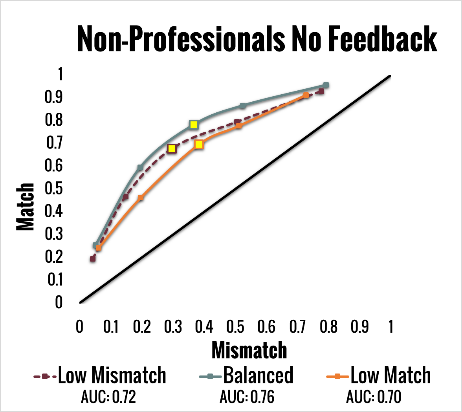 Non-Professionals No Feedback
1
0.9
0.8
0.7
0.6
0.5
0.4
0.3
0.2
0.1
0
Match
0 0.1 0.2 0.3 0.4 0.5 0.6 0.7 0.8 0.9 1
Mismatch
Low Mismatch Balanced Low Match
AUC: 0.72 AUC: 0.76 AUC: 0.70